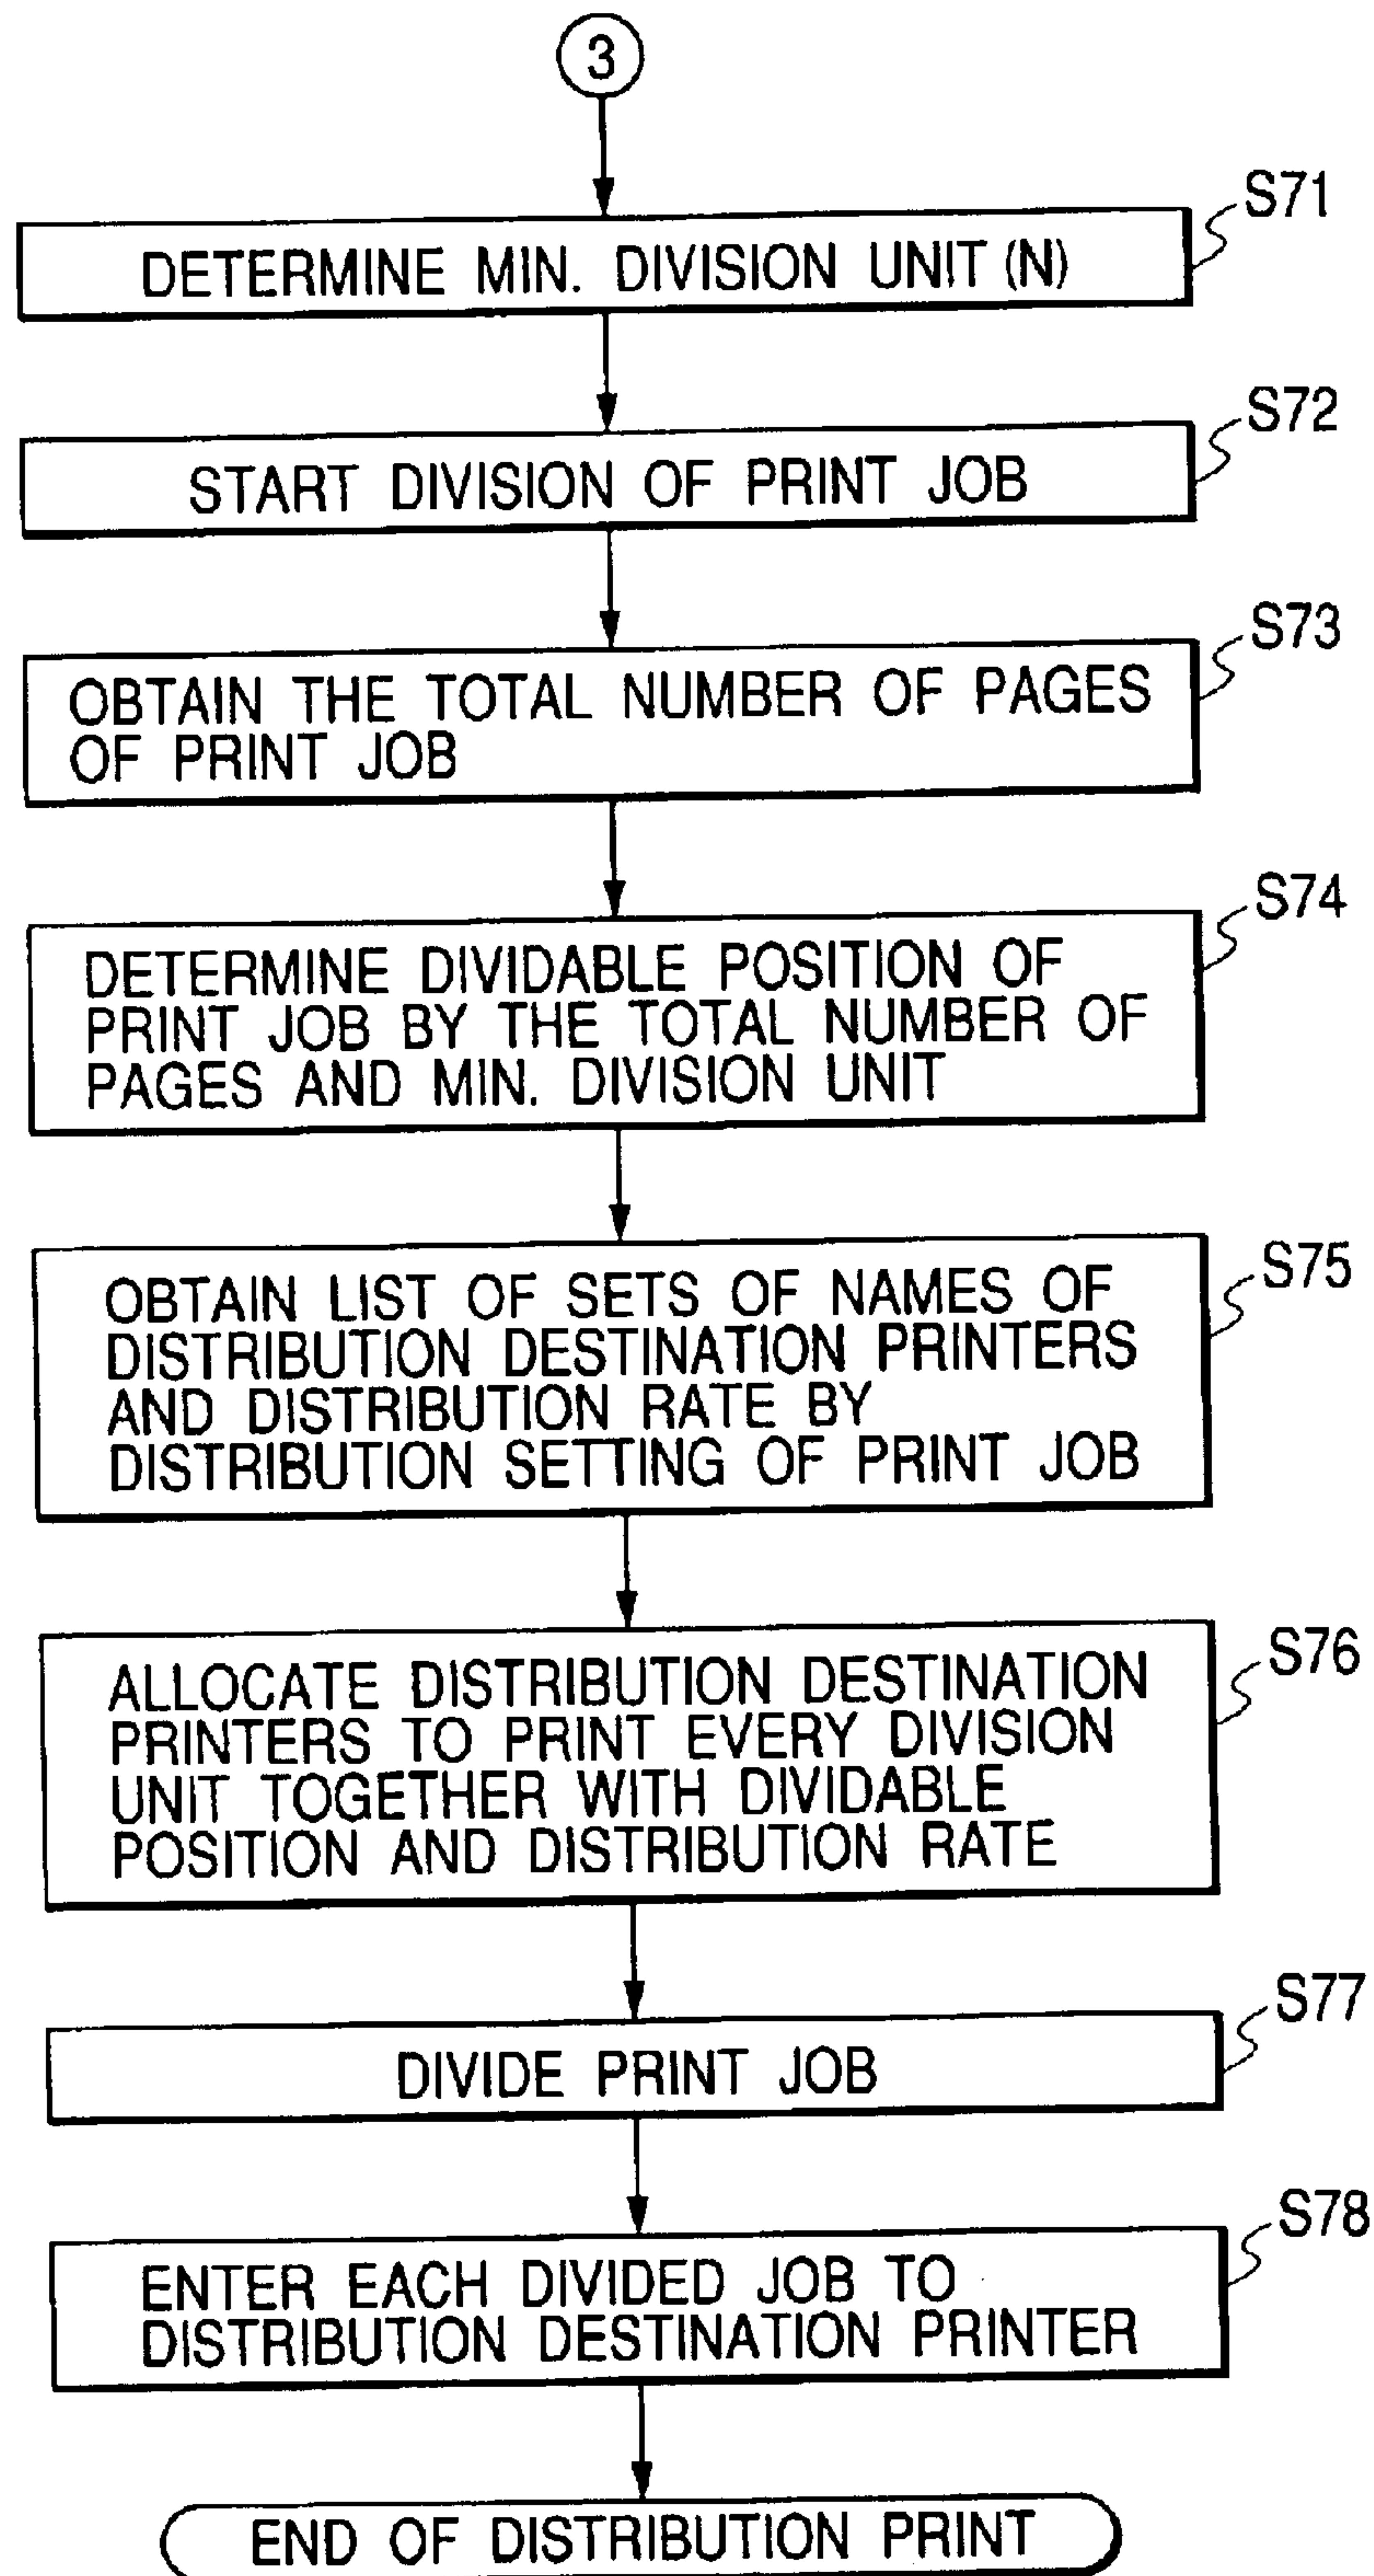 3
S71
DETERMINE MIN. DIVISION UNIT (N)
S72
START DIVISION OF PRINT JOB
S73
OBTAIN THE TOTAL NUMBER OF PAGES
OF PRINT JOB
S74
DETERMINE DIVIDABLE POSITION OF
PRINT JOB BY THE TOTAL NUMBER OF
PAGES AND MIN. DIVISION UNIT
S75
OBTAIN LIST OF SETS OF NAMES OF
DISTRIBUTION DESTINATION PRINTERS
AND DISTRIBUTION RATE BY
DISTRIBUTION SETTING OF PRINT JOB
S76
ALLOCATE DISTRIBUTION DESTINATION
PRINTERS TO PRINT EVERY DIVISION
UNIT TOGETHER WITH DIVIDABLE
POSITION AND DISTRIBUTION RATE
S77
DIVIDE PRINT JOB
S78
ENTER EACH DIVIDED JOB TO
DISTRIBUTION DESTINATION PRINTER
END OF DISTRIBUTION PRINT